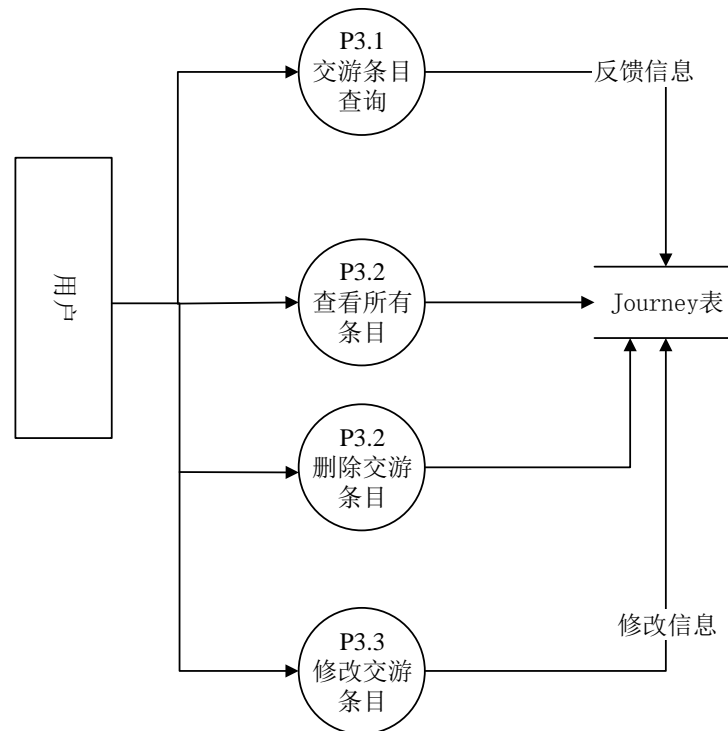 P3.1
交游条目
查询
反馈信息
用户
P3.2
查看所有
条目
Journey表
P3.2
删除交游
条目
修改信息
P3.3
修改交游
条目